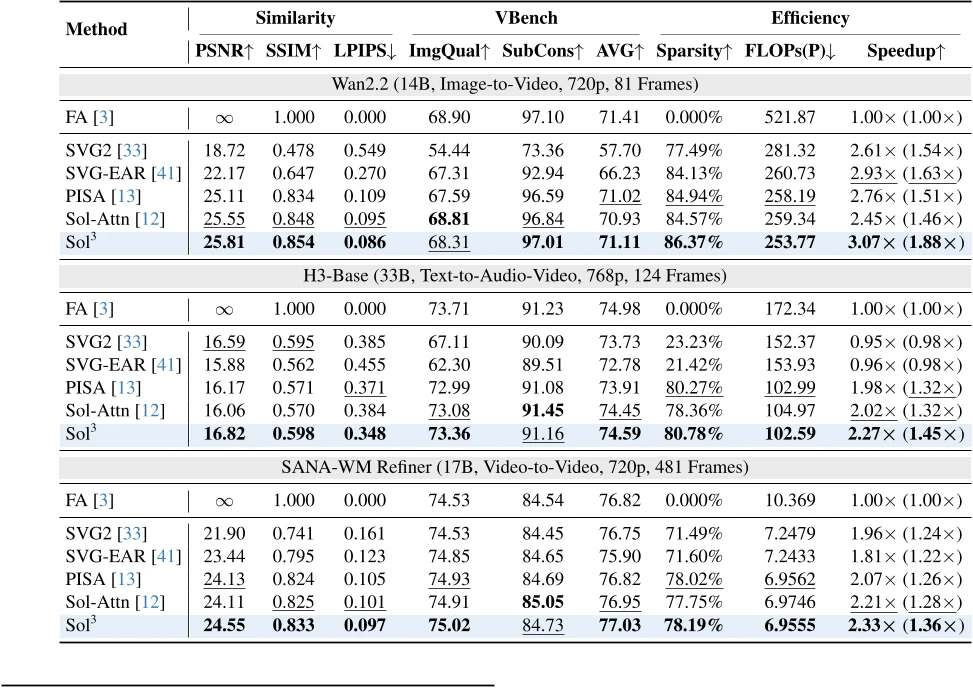 Method Similarity VBench Efficiency
PSNR↑ SSIM↑ LPIPS↓ ImgQual↑ SubCons↑ AVG↑ Sparsity↑ FLOPs(P)↓ Speedup↑
Wan2.2 (14B, Image-to-Video, 720p, 81 Frames)
FA [3] ∞ 1.000 0.000 68.90 97.10 71.41 0.000% 521.87 1.00× (1.00×)
SVG2 [33] 18.72 0.478 0.549 54.44 73.36 57.70 77.49% 281.32 2.61× (1.54×)
SVG-EAR [41] 22.17 0.647 0.270 67.31 92.94 66.23 84.13% 260.73 2.93× (1.63×)
PISA [13] 25.11 0.834 0.109 67.59 96.59 71.02 84.94% 258.19 2.76× (1.51×)
Sol-Attn [12] 25.55 0.848 0.095 68.81 96.84 70.93 84.57% 259.34 2.45× (1.46×)
Sol³ 25.81 0.854 0.086 68.31 97.01 71.11 86.37% 253.77 3.07× (1.88×)
H3-Base (33B, Text-to-Audio-Video, 768p, 124 Frames)
FA [3] ∞ 1.000 0.000 73.71 91.23 74.98 0.000% 172.34 1.00× (1.00×)
SVG2 [33] 16.59 0.595 0.385 67.11 90.09 73.73 23.23% 152.37 0.95× (0.98×)
SVG-EAR [41] 15.88 0.562 0.455 62.30 89.51 72.78 21.42% 153.93 0.96× (0.98×)
PISA [13] 16.17 0.571 0.371 72.99 91.08 73.91 80.27% 102.99 1.98× (1.32×)
Sol-Attn [12] 16.06 0.570 0.384 73.08 91.45 74.45 78.36% 104.97 2.02× (1.32×)
Sol³ 16.82 0.598 0.348 73.36 91.16 74.59 80.78% 102.59 2.27× (1.45×)
SANA-WM Refiner (17B, Video-to-Video, 720p, 481 Frames)
FA [3] ∞ 1.000 0.000 74.53 84.54 76.82 0.000% 10.369 1.00× (1.00×)
SVG2 [33] 21.90 0.741 0.161 74.53 84.45 76.75 71.49% 7.2479 1.96× (1.24×)
SVG-EAR [41] 23.44 0.795 0.123 74.85 84.65 75.90 71.60% 7.2433 1.81× (1.22×)
PISA [13] 24.13 0.824 0.105 74.93 84.69 76.82 78.02% 6.9562 2.07× (1.26×)
Sol-Attn [12] 24.11 0.825 0.101 74.91 85.05 76.95 77.75% 6.9746 2.21× (1.28×)
Sol³ 24.55 0.833 0.097 75.02 84.73 77.03 78.19% 6.9555 2.33× (1.36×)